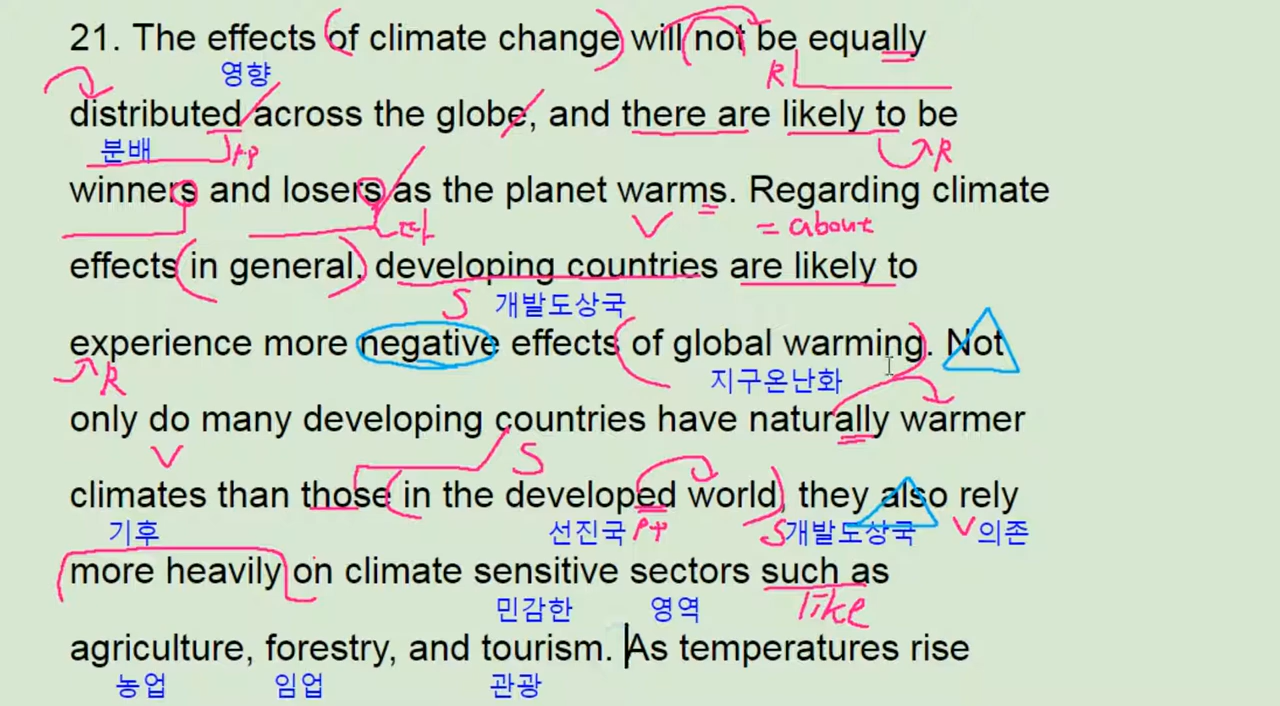 21. The effects of climate change will not be equally
영향
R
distributed across the globe, and there are likely to be
분배
p.p
R
winners and losers as the planet warms. Regarding climate
V
= about
effects in general, developing countries are likely to
S
개발도상국
experience more negative effects of global warming. Not
R
지구온난화
only do many developing countries have naturally warmer
V
S
climates than those in the developed world, they also rely
기후
선진국
S
개발도상국
V
의존
more heavily on climate sensitive sectors such as
민감한
영역
like
agriculture, forestry, and tourism. As temperatures rise
농업
임업
관광